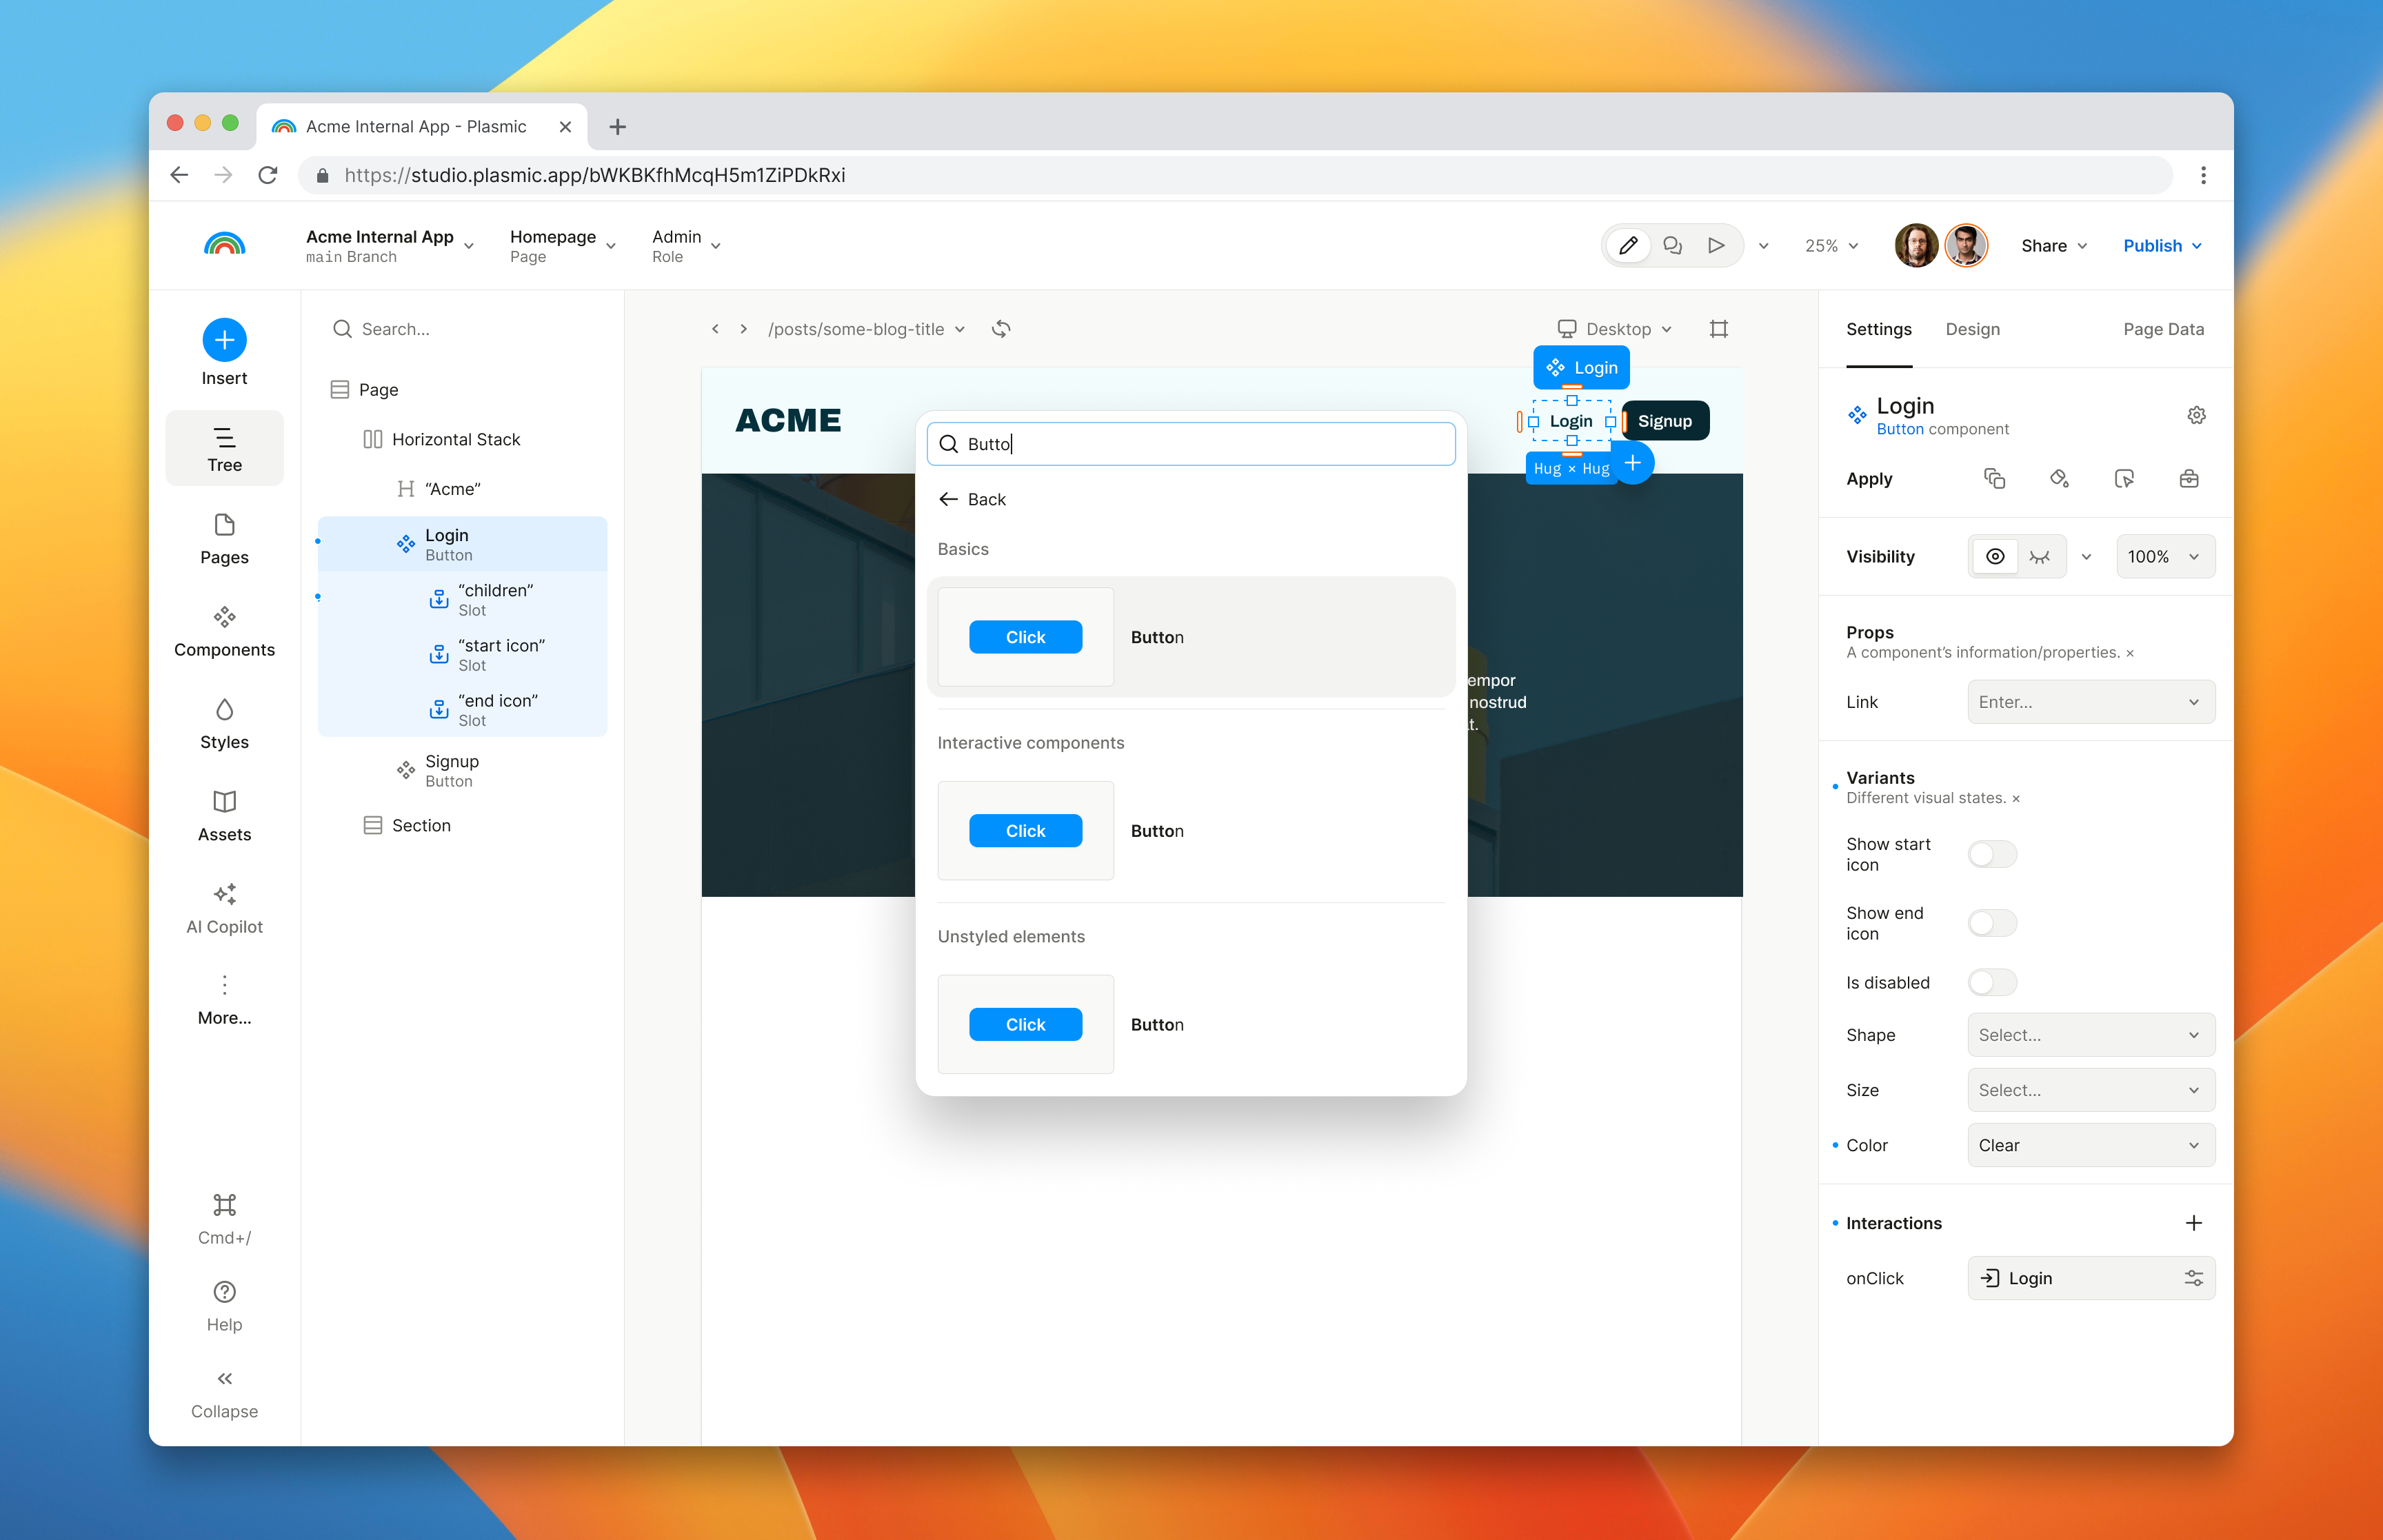 Acme Internal App - Plasmic
https://studio.plasmic.app/bWKBKfhMcqH5m1ZiPDkRxi
Acme Internal App
main Branch
Homepage
Page
Admin
Role
25%
Share
Publish
Insert
Tree
Pages
Components
Styles
Assets
AI Copilot
More...
Cmd+/
Help
Collapse
Search...
Page
Horizontal Stack
“Acme”
Login
Button
“children”
Slot
“start icon”
Slot
“end icon”
Slot
Signup
Button
Section
/posts/some-blog-title
Desktop
Login
ACME
Login
Signup
Hug × Hug
empor
nostrud
t.
Butto
Back
Basics
Click
Button
Interactive components
Click
Button
Unstyled elements
Click
Button
Settings
Design
Page Data
Login
Button component
Apply
Visibility
100%
Props
A component’s information/properties. ×
Link
Enter...
Variants
Different visual states. ×
Show start
icon
Show end
icon
Is disabled
Shape
Select...
Size
Select...
Color
Clear
Interactions
onClick
Login